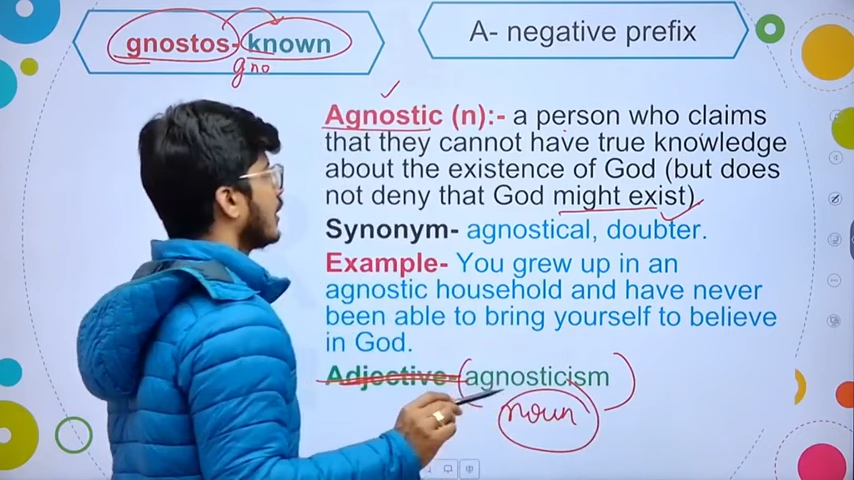 gnostos- known
gno
A- negative prefix
Agnostic (n):- a person who claims
that they cannot have true knowledge
about the existence of God (but does
not deny that God might exist).
Synonym- agnostical, doubter.
Example- You grew up in an
agnostic household and have never
been able to bring yourself to believe
in God.
Adjective- agnosticism
noun